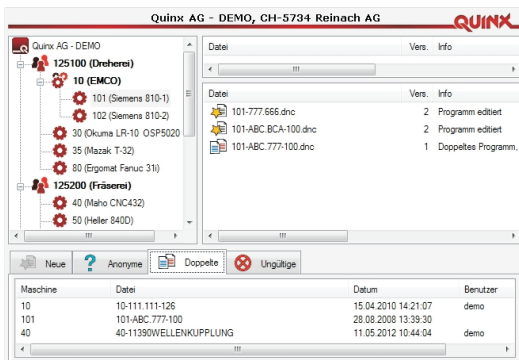 Quinx AG - DEMO, CH-5734 Reinach AG
QUINX
Quinx AG - DEMO
125100 (Dreherei)
10 (EMCO)
101 (Siemens 810-1)
102 (Siemens 810-2)
30 (Okuma LR-10 OSP5020
35 (Mazak T-32)
80 (Ergomat Fanuc 31i)
125200 (Fräserei)
40 (Maho CNC432)
50 (Heller 840D)
Datei Vers. Info
Datei Vers. Info
101-777.666.dnc 2 Programm editiert
101-ABC.BCA-100.dnc 2 Programm editiert
101-ABC.777-100.dnc 1 Doppeltes Programm,
Neue Anonyme Doppelte Ungültige
Maschine Datei Datum Benutzer
10 10-111.111-126 15.04.2010 14:21:07 demo
101 101-ABC.777-100 28.08.2008 13:39:30
40 40-11390WELLENKUPPLUNG 11.05.2012 10:44:04 demo